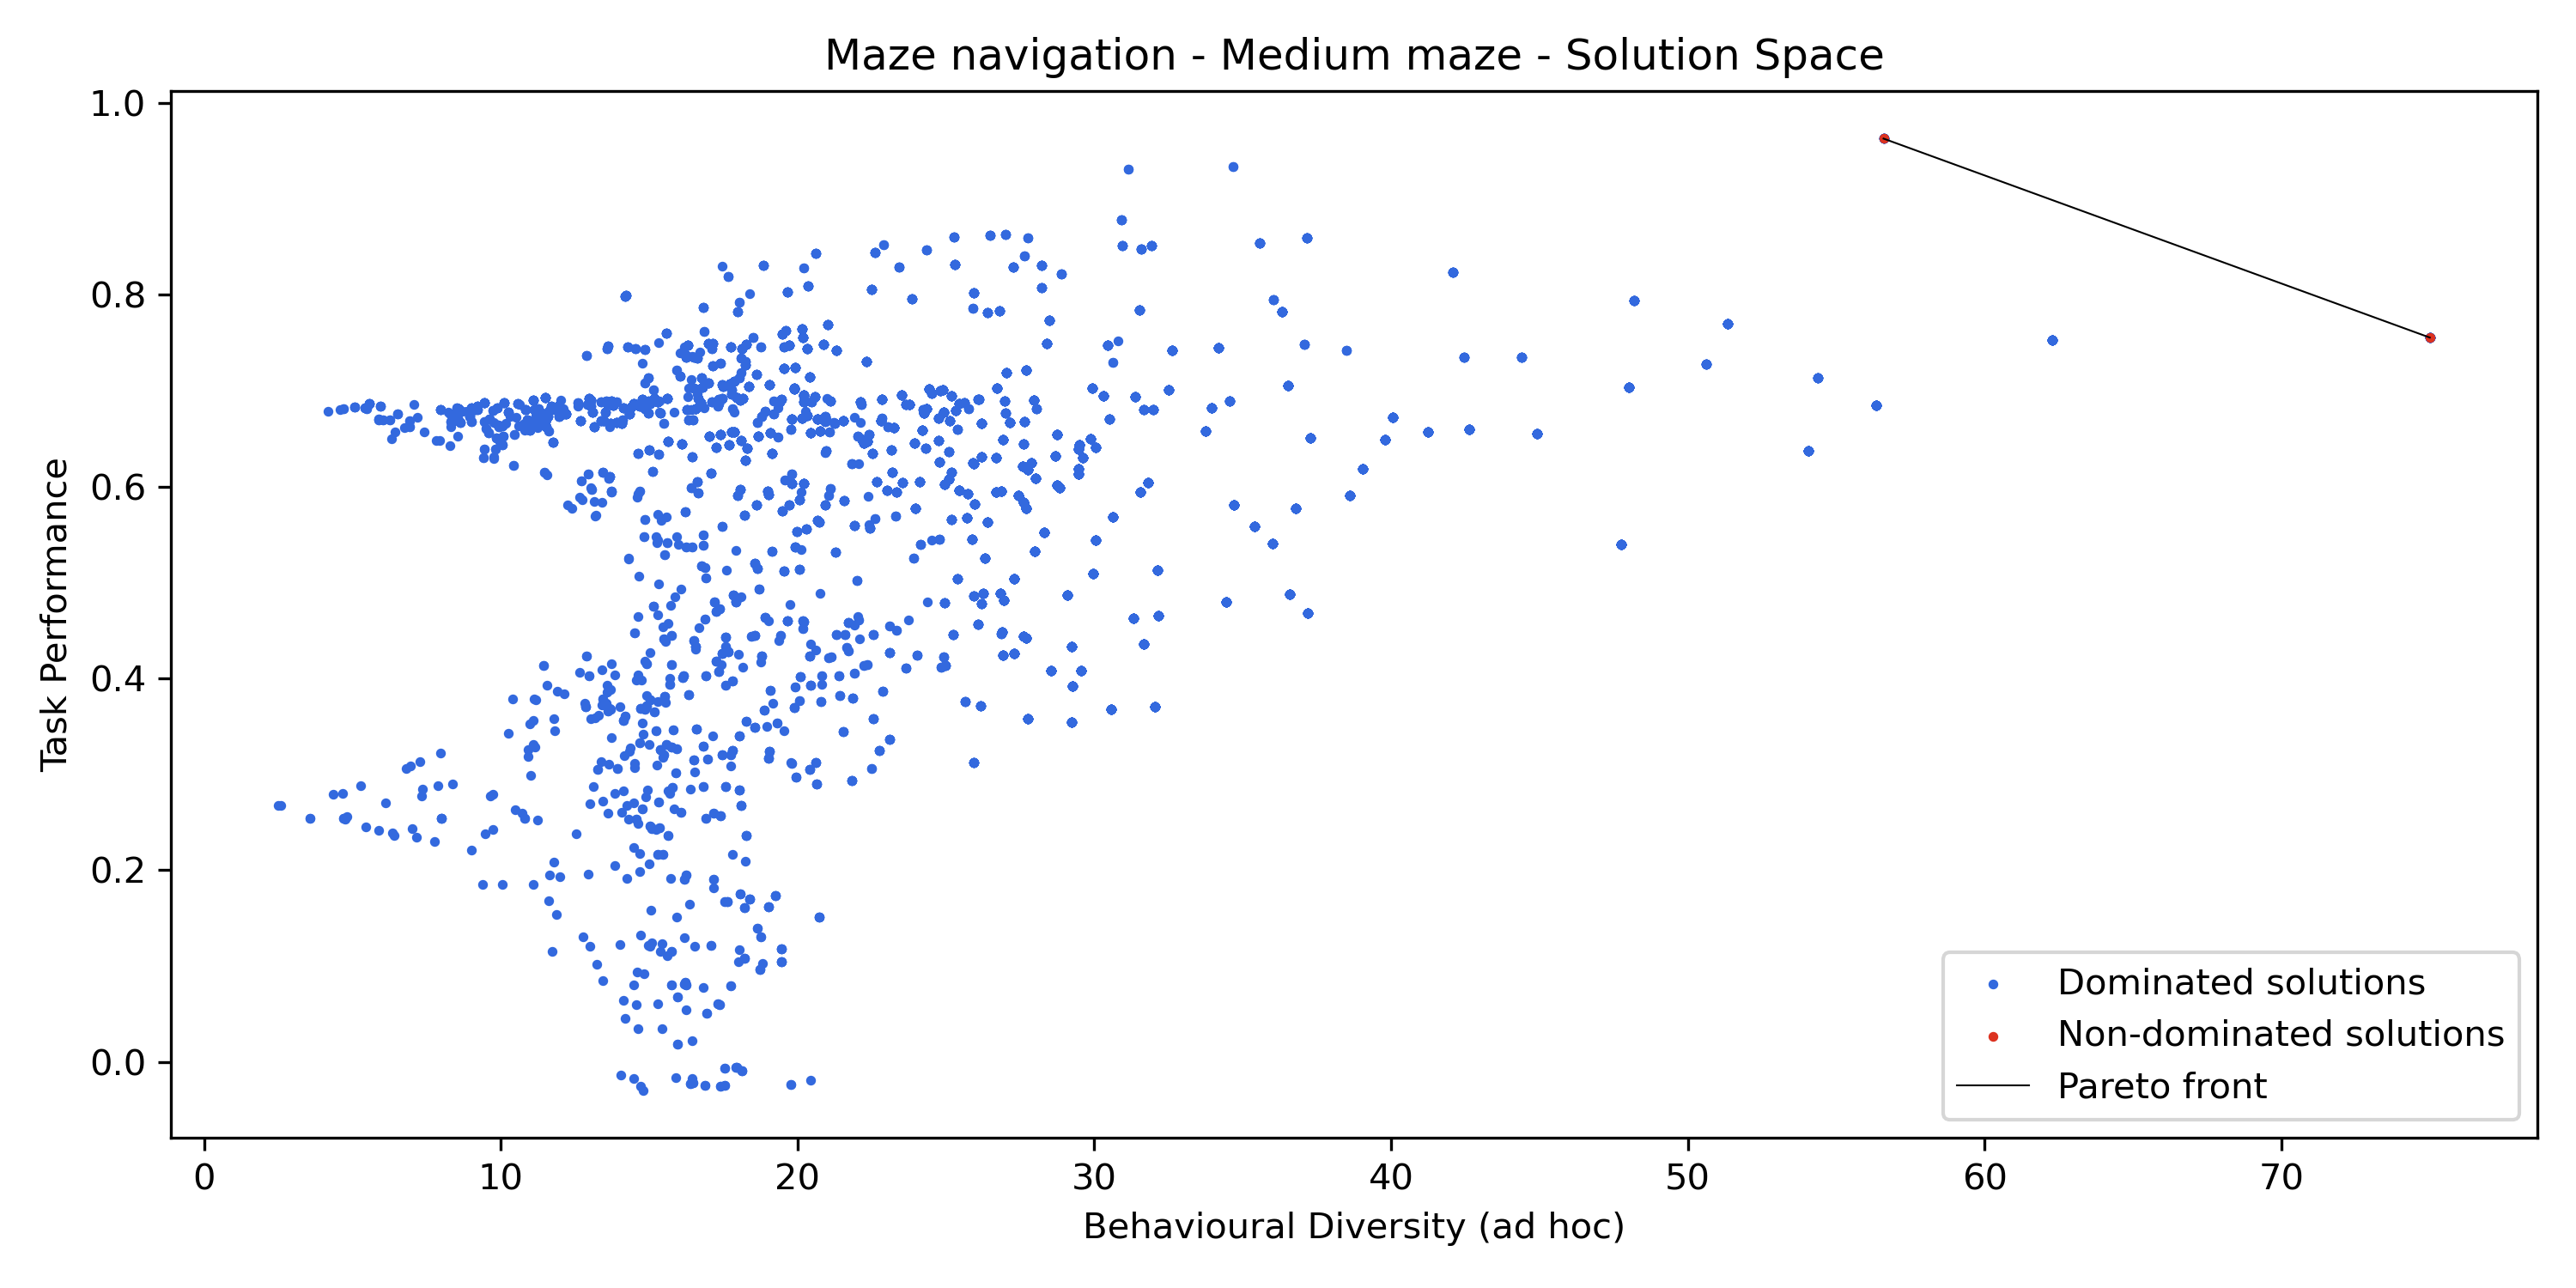 Maze navigation - Medium maze - Solution Space
1.0
0.8
0.6
0.4
0.2
0.0
Task Performance
0 10 20 30 40 50 60 70
Behavioural Diversity (ad hoc)
Dominated solutions
Non-dominated solutions
Pareto front